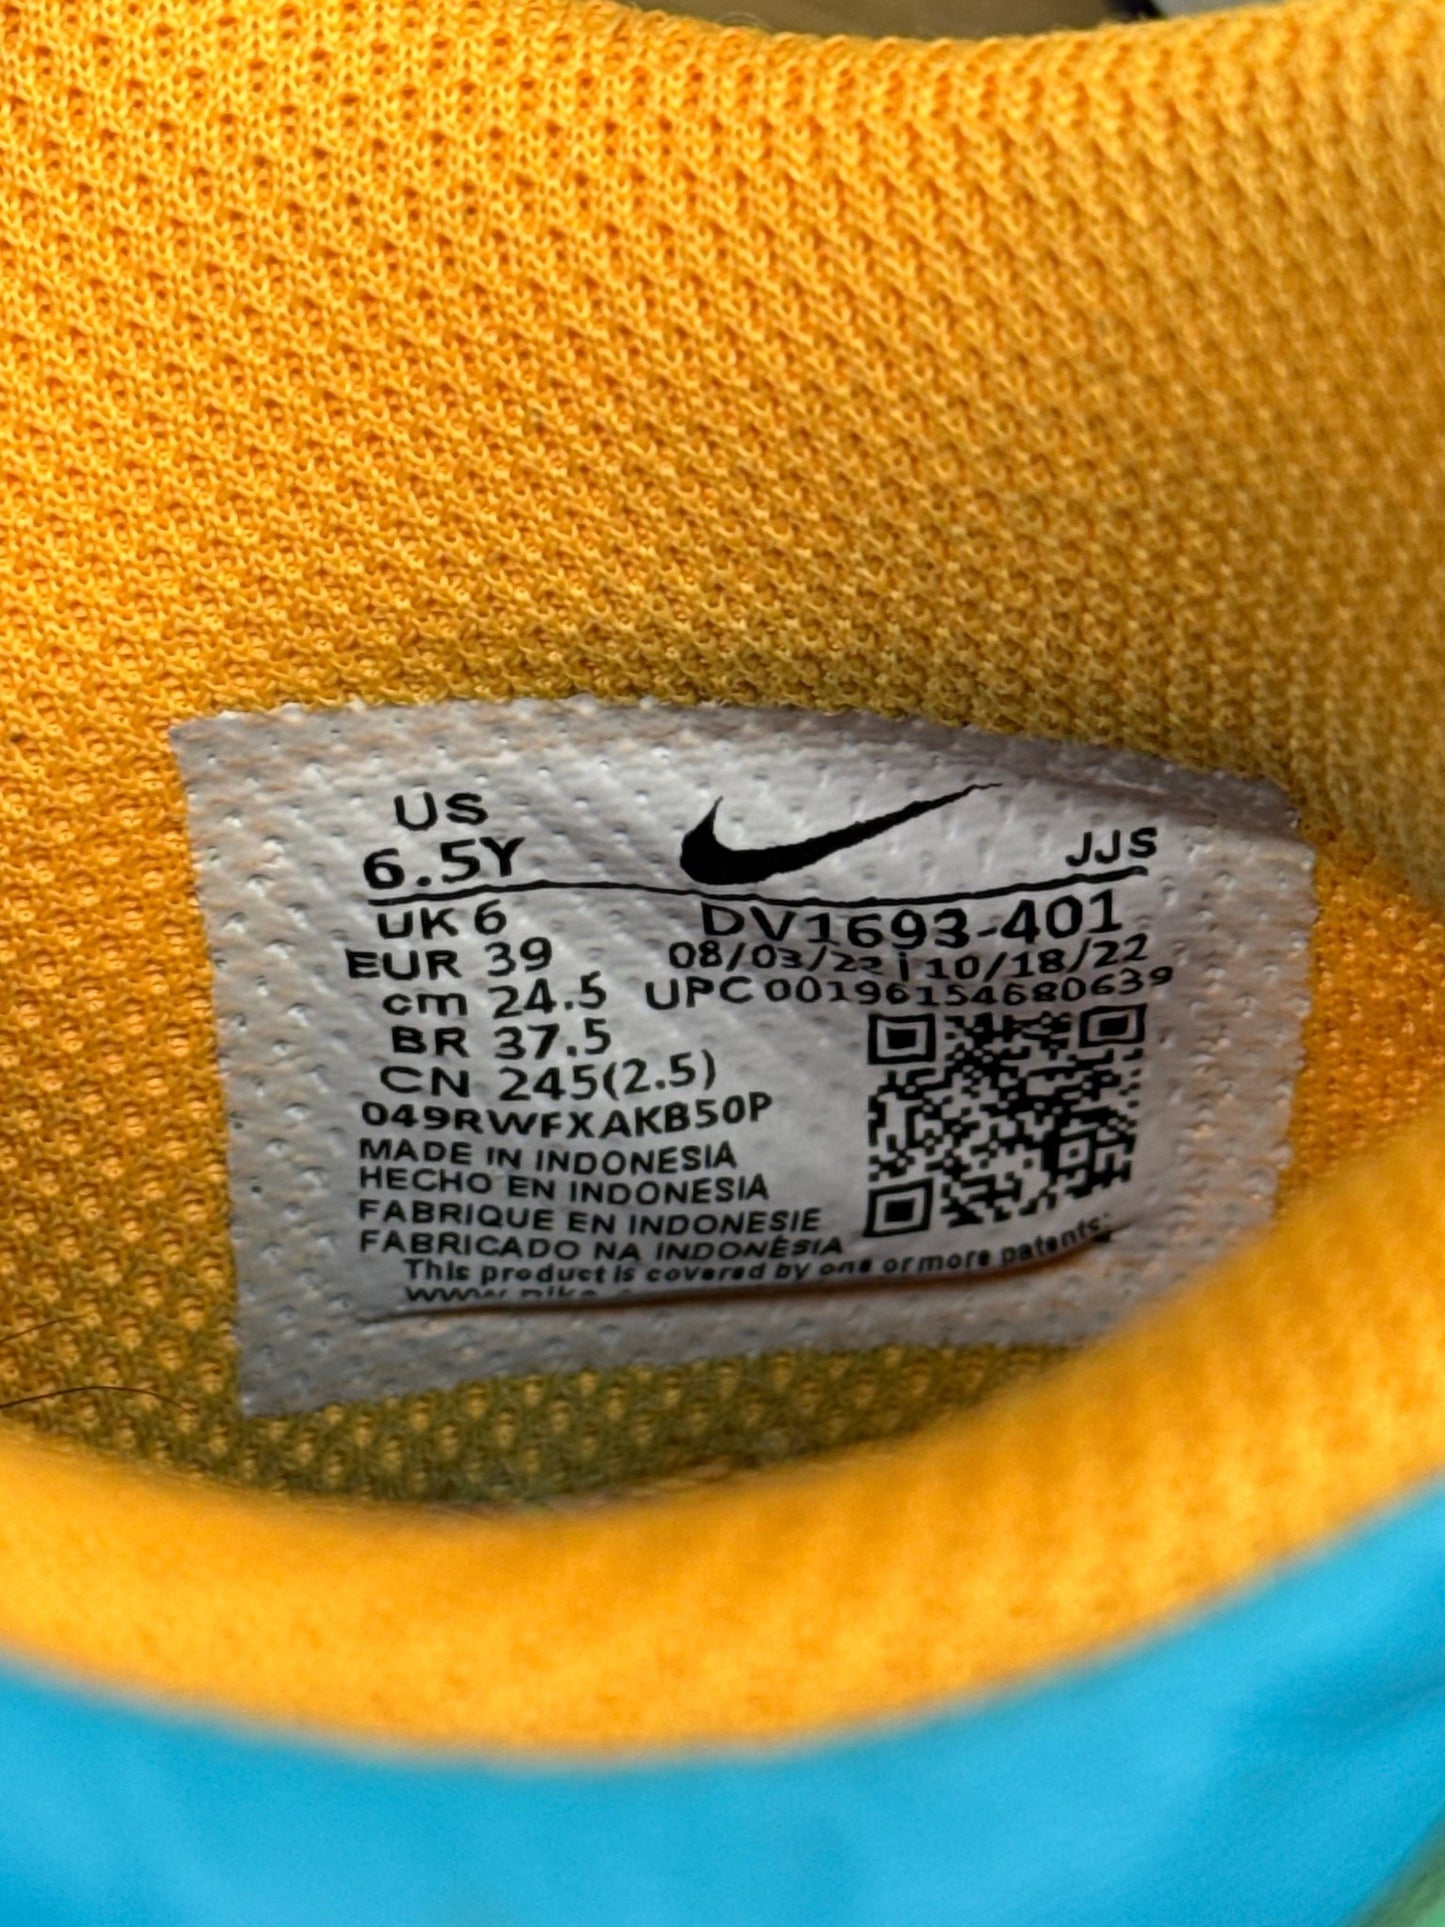 US
6.5Y
JJS
UK 6
DV1693-401
EUR 39
08/03/22 | 10/18/22
cm 24.5
UPC 00196154680639
BR 37.5
CN 245(2.5)
049RWFXAKB50P
MADE IN INDONESIA
HECHO EN INDONESIA
FABRIQUE EN INDONESIE
FABRICADO NA INDONÉSIA
This product is covered by one or more patents: